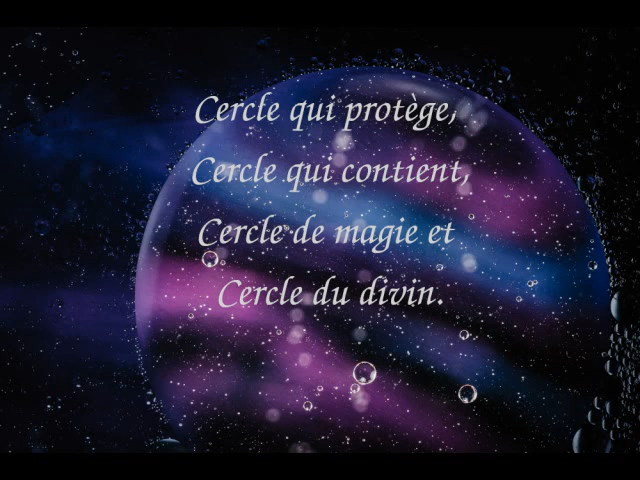 Cercle qui protège,
Cercle qui contient,
Cercle de magie et
Cercle du divin.